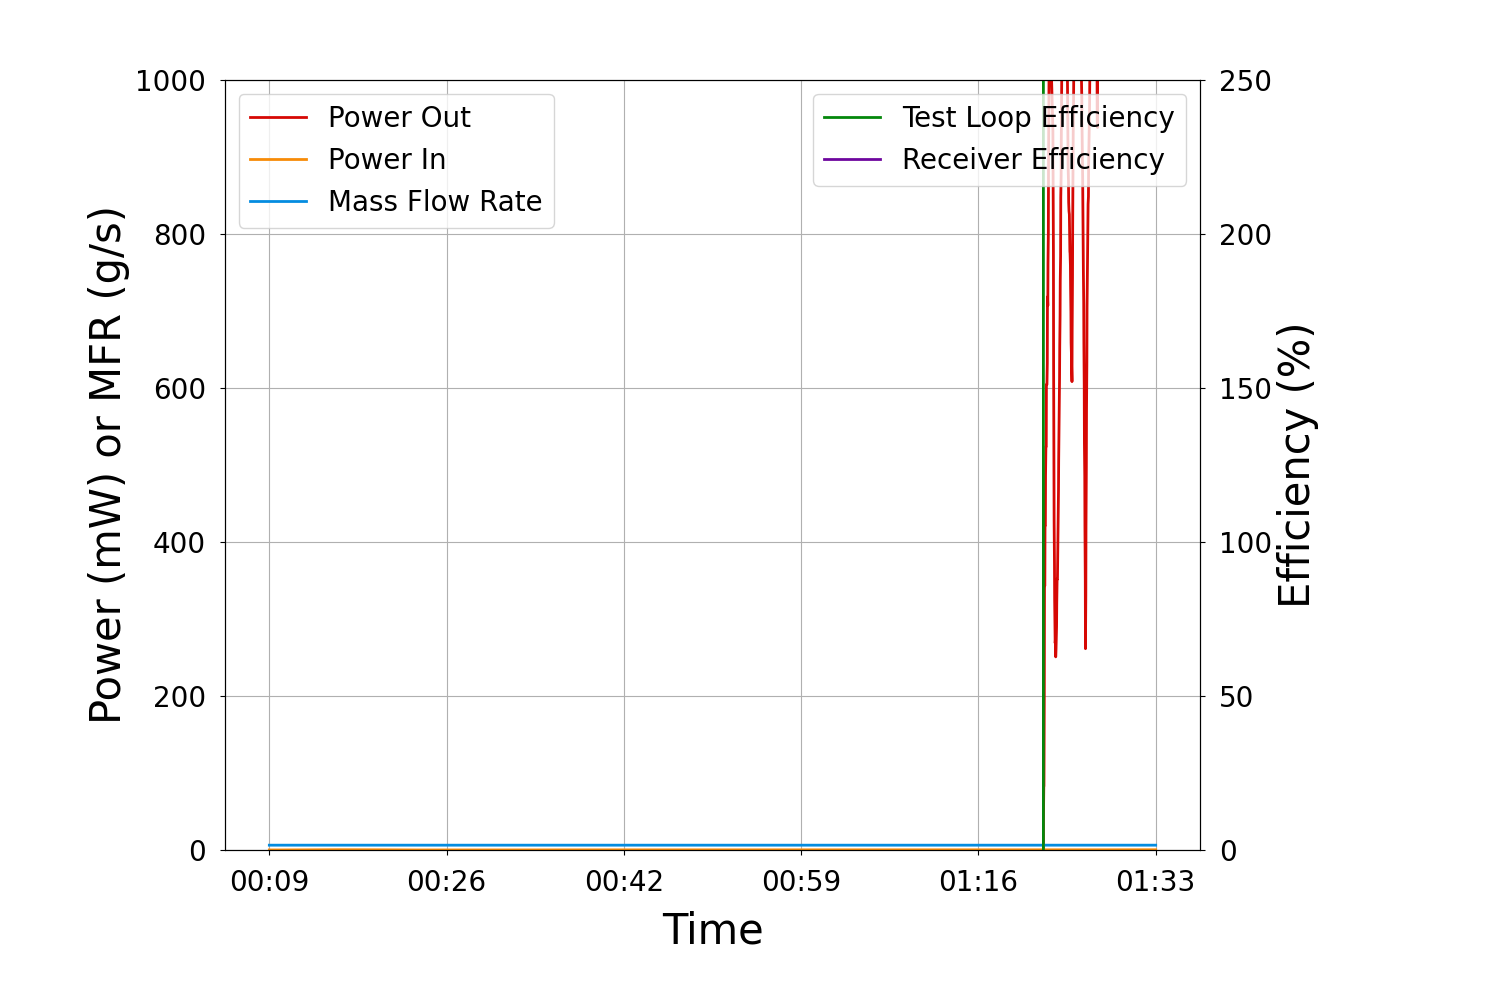 1000
800
600
400
200
0
Power (mW) or MFR (g/s)
Power Out
Power In
Mass Flow Rate
Test Loop Efficiency
Receiver Efficiency
250
200
150
100
50
0
Efficiency (%)
00:09 00:26 00:42 00:59 01:16 01:33
Time